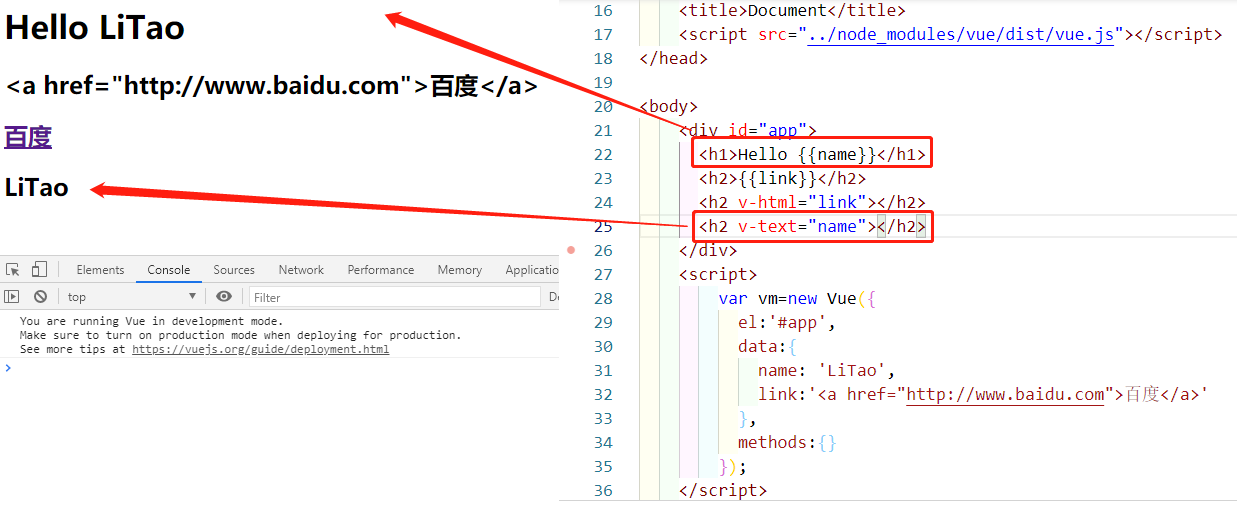 Hello LiTao
<a href="http://www.baidu.com">百度</a>
百度
LiTao
Elements Console Sources Network Performance Memory Application
top ▼ Filter De
You are running Vue in development mode.
Make sure to turn on production mode when deploying for production.
See more tips at https://vuejs.org/guide/deployment.html
>
16 <title>Document</title>
17 <script src="../node_modules/vue/dist/vue.js"></script>
18 </head>
19
20 <body>
21 <div id="app">
22 <h1>Hello {{name}}</h1>
23 <h2>{{link}}</h2>
24 <h2 v-html="link"></h2>
25 <h2 v-text="name"></h2>
26 </div>
27 <script>
28 var vm=new Vue({
29 el:'#app',
30 data:{
31 name: 'LiTao',
32 link:'<a href="http://www.baidu.com">百度</a>'
33 },
34 methods:{}
35 });
36 </script>